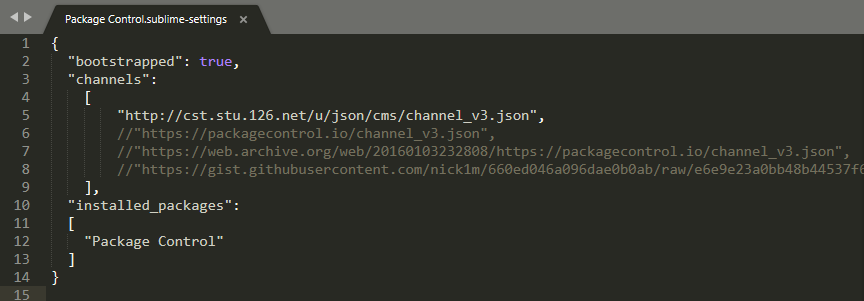 Package Control.sublime-settings
1 {
2 "bootstrapped": true,
3 "channels":
4 [
5 "http://cst.stu.126.net/u/json/cms/channel_v3.json",
6 //"https://packagecontrol.io/channel_v3.json",
7 //"https://web.archive.org/web/20160103232808/https://packagecontrol.io/channel_v3.json",
8 //"https://gist.githubusercontent.com/nick1m/660ed046a096dae0b0ab/raw/e6e9e23a0bb48b44537f6
9 ],
10 "installed_packages":
11 [
12 "Package Control"
13 ]
14 }
15